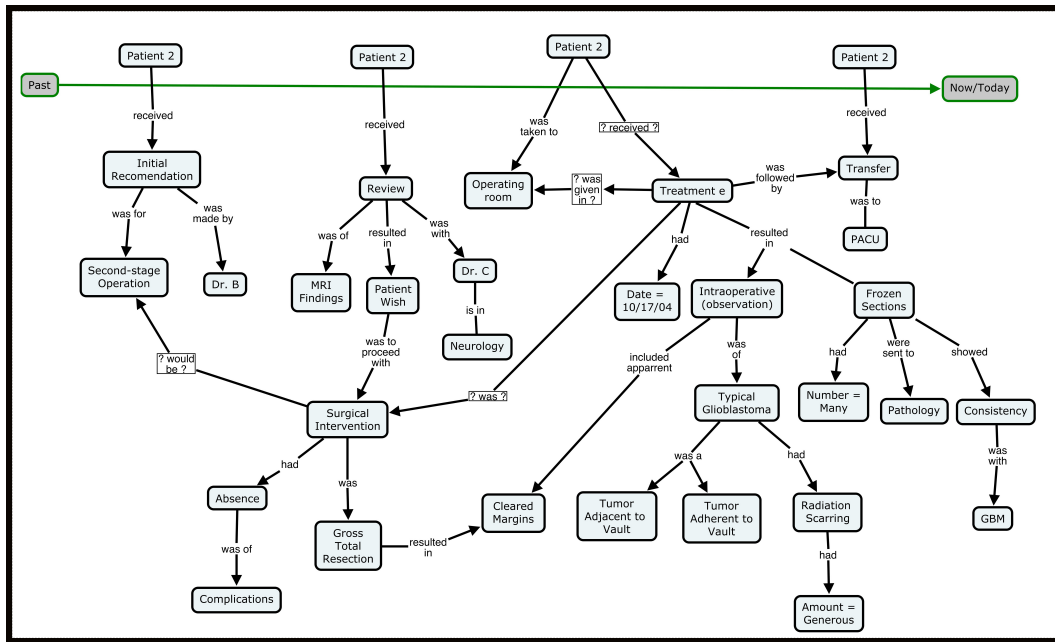 Patient 2
Patient 2
Patient 2
Patient 2
Past
Now/Today
received
received
was
taken to
? received ?
received
Initial
Recomendation
Review
Operating
room
? was
given
in ?
Treatment e
was
followed
by
Transfer
was for
was
made by
was of
resulted
in
was
with
had
resulted
in
was to
PACU
Second-stage
Operation
Dr. B
MRI
Findings
Patient
Wish
Dr. C
Date =
10/17/04
Intraoperative
(observation)
Frozen
Sections
is in
Neurology
? would
be ?
was to
proceed
with
included
apparrent
was
of
had
were
sent to
showed
? was ?
Surgical
Intervention
Typical
Glioblastoma
Number =
Many
Pathology
Consistency
had
was
was a
had
was
with
Absence
Cleared
Margins
Tumor
Adjacent to
Vault
Tumor
Adherent to
Vault
Radiation
Scarring
GBM
was of
Gross
Total
Resection
resulted
in
had
Complications
Amount =
Generous